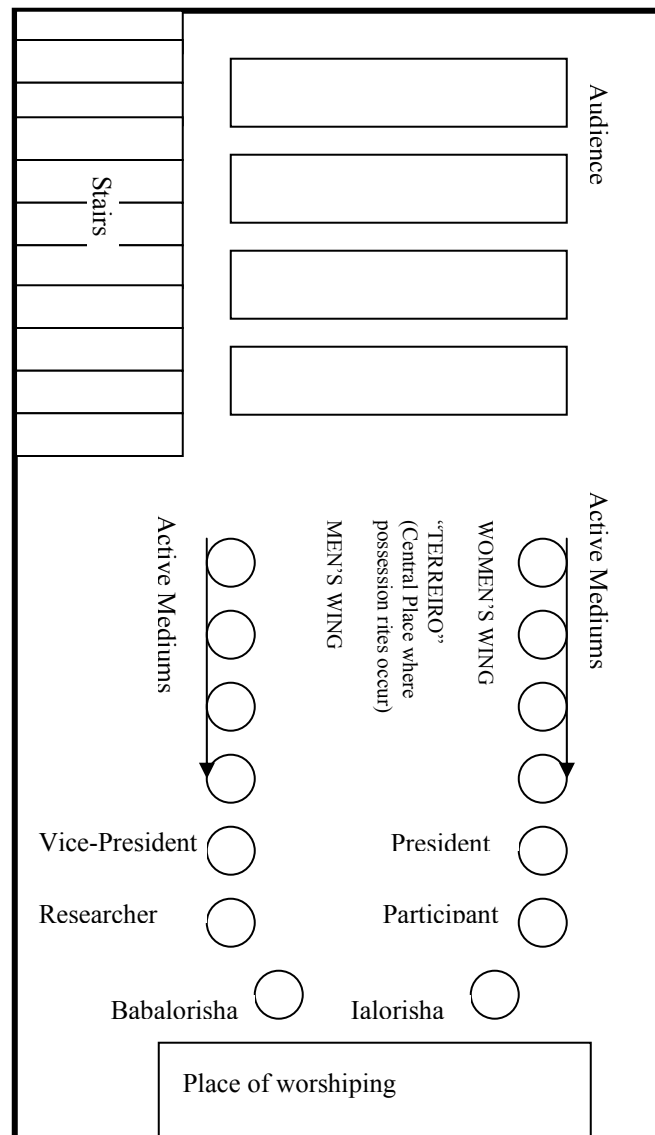 Audience
Stairs
Active Mediums
WOMEN'S WING
"TERREIRO"
(Central Place where
possession rites occur)
MEN'S WING
Active Mediums
Vice-President
President
Researcher
Participant
Babalorisha
Ialorisha
Place of worshiping